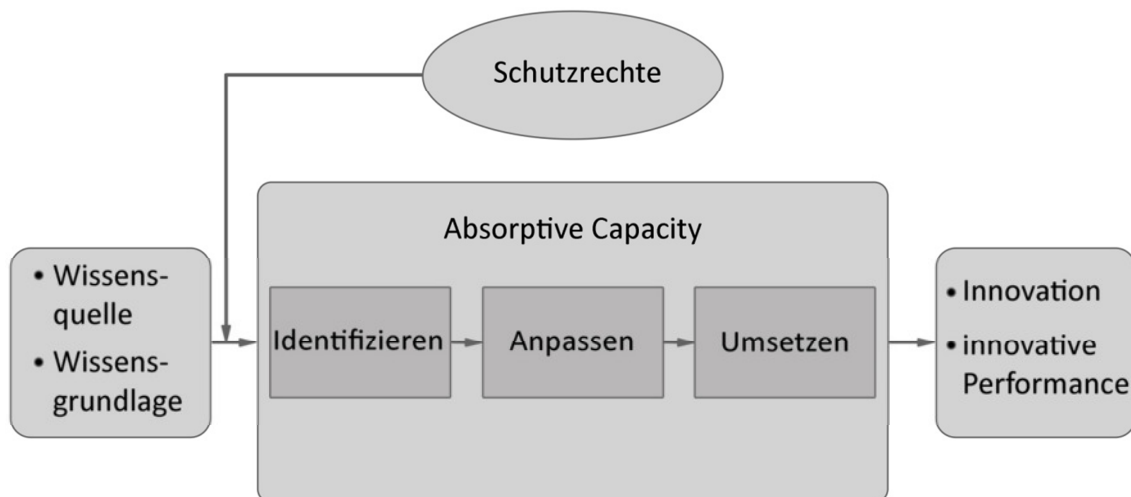 Schutzrechte
Absorptive Capacity
• Wissens-
quelle
• Wissens-
grundlage
Identifizieren
Anpassen
Umsetzen
• Innovation
• innovative
Performance